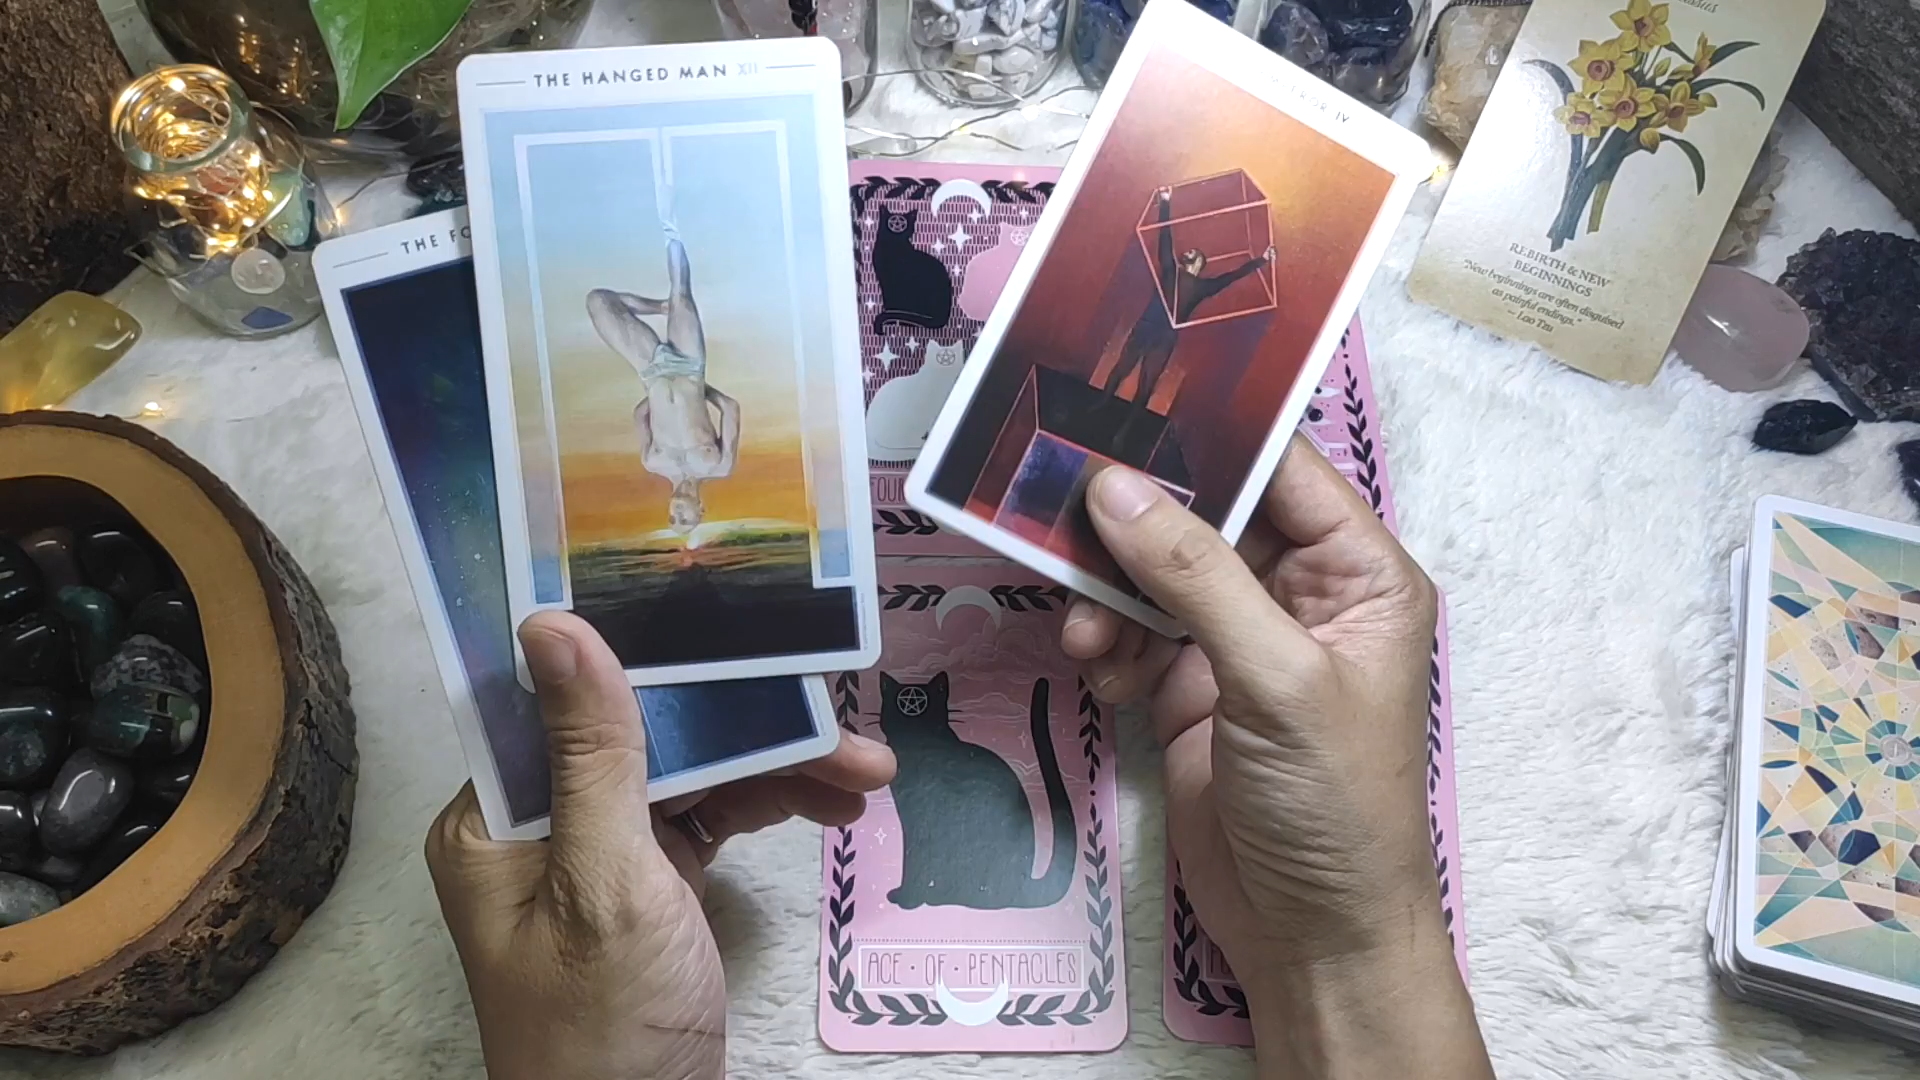 THE HANGED MAN XII
THE FO
IV
REBIRTH & NEW
BEGINNINGS
"New beginnings are often disguised
as painful endings."
~ Lao Tzu
FOUR
ACE · OF · PENTACLES